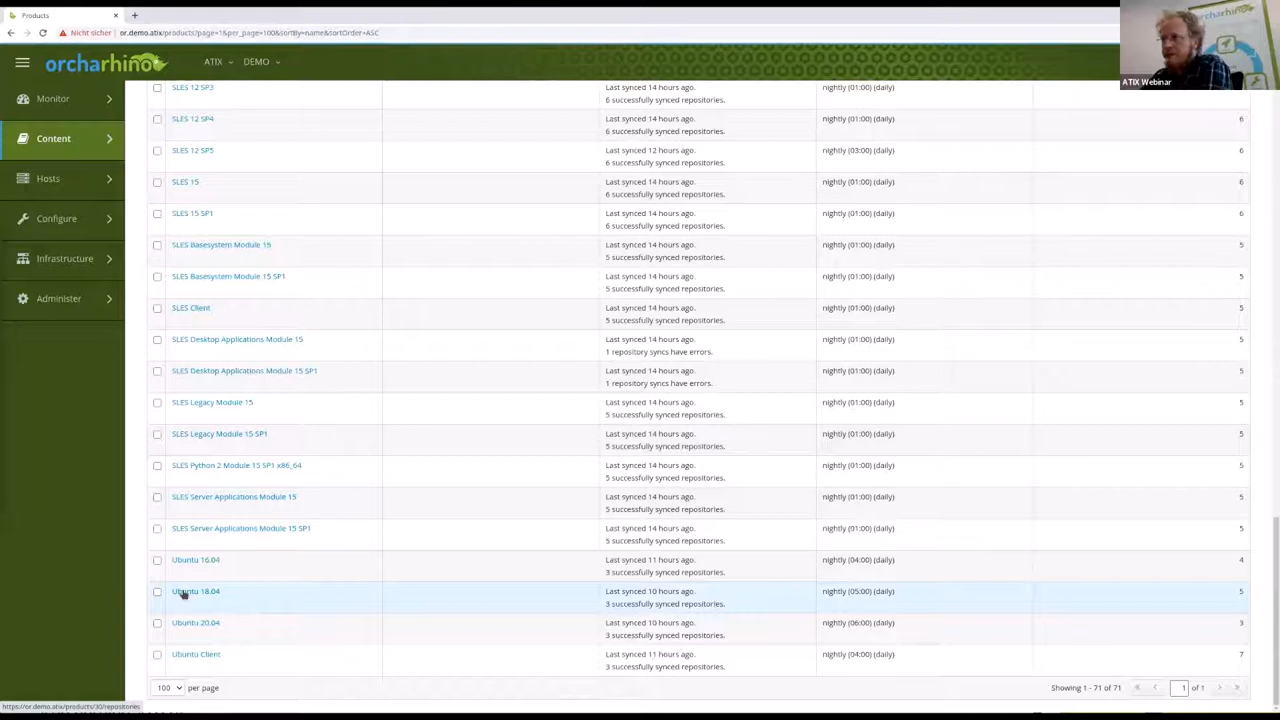 Products
Nicht sicher or.demo.atix/products?page=1&per_page=100&sortBy=name&sortOrder=ASC
orcharhino ATIX DEMO
orcharhino
ATIX Webinar
Monitor
Content
Hosts
Configure
Infrastructure
Administer
SLES 12 SP3 Last synced 14 hours ago.
6 successfully synced repositories.
SLES 12 SP4 Last synced 14 hours ago. nightly (01:00) (daily) 6
6 successfully synced repositories.
SLES 12 SP5 Last synced 12 hours ago. nightly (03:00) (daily) 6
6 successfully synced repositories.
SLES 15 Last synced 14 hours ago. nightly (01:00) (daily) 6
6 successfully synced repositories.
SLES 15 SP1 Last synced 14 hours ago. nightly (01:00) (daily) 6
6 successfully synced repositories.
SLES Basesystem Module 15 Last synced 14 hours ago. nightly (01:00) (daily) 5
5 successfully synced repositories.
SLES Basesystem Module 15 SP1 Last synced 14 hours ago. nightly (01:00) (daily) 5
5 successfully synced repositories.
SLES Client Last synced 14 hours ago. nightly (01:00) (daily) 5
5 successfully synced repositories.
SLES Desktop Applications Module 15 Last synced 14 hours ago. nightly (01:00) (daily) 5
1 repository syncs have errors.
SLES Desktop Applications Module 15 SP1 Last synced 14 hours ago. nightly (01:00) (daily) 5
1 repository syncs have errors.
SLES Legacy Module 15 Last synced 14 hours ago. nightly (01:00) (daily) 5
5 successfully synced repositories.
SLES Legacy Module 15 SP1 Last synced 14 hours ago. nightly (01:00) (daily) 5
5 successfully synced repositories.
SLES Python 2 Module 15 SP1 x86_64 Last synced 14 hours ago. nightly (01:00) (daily) 5
5 successfully synced repositories.
SLES Server Applications Module 15 Last synced 14 hours ago. nightly (01:00) (daily) 5
5 successfully synced repositories.
SLES Server Applications Module 15 SP1 Last synced 14 hours ago. nightly (01:00) (daily) 5
5 successfully synced repositories.
Ubuntu 16.04 Last synced 11 hours ago. nightly (04:00) (daily) 4
3 successfully synced repositories.
Ubuntu 18.04 Last synced 10 hours ago. nightly (05:00) (daily) 5
3 successfully synced repositories.
Ubuntu 20.04 Last synced 10 hours ago. nightly (06:00) (daily) 3
3 successfully synced repositories.
Ubuntu Client Last synced 11 hours ago. nightly (04:00) (daily) 7
3 successfully synced repositories.
100 per page Showing 1 - 71 of 71 1 of 1
https://or.demo.atix/products/30/repositories